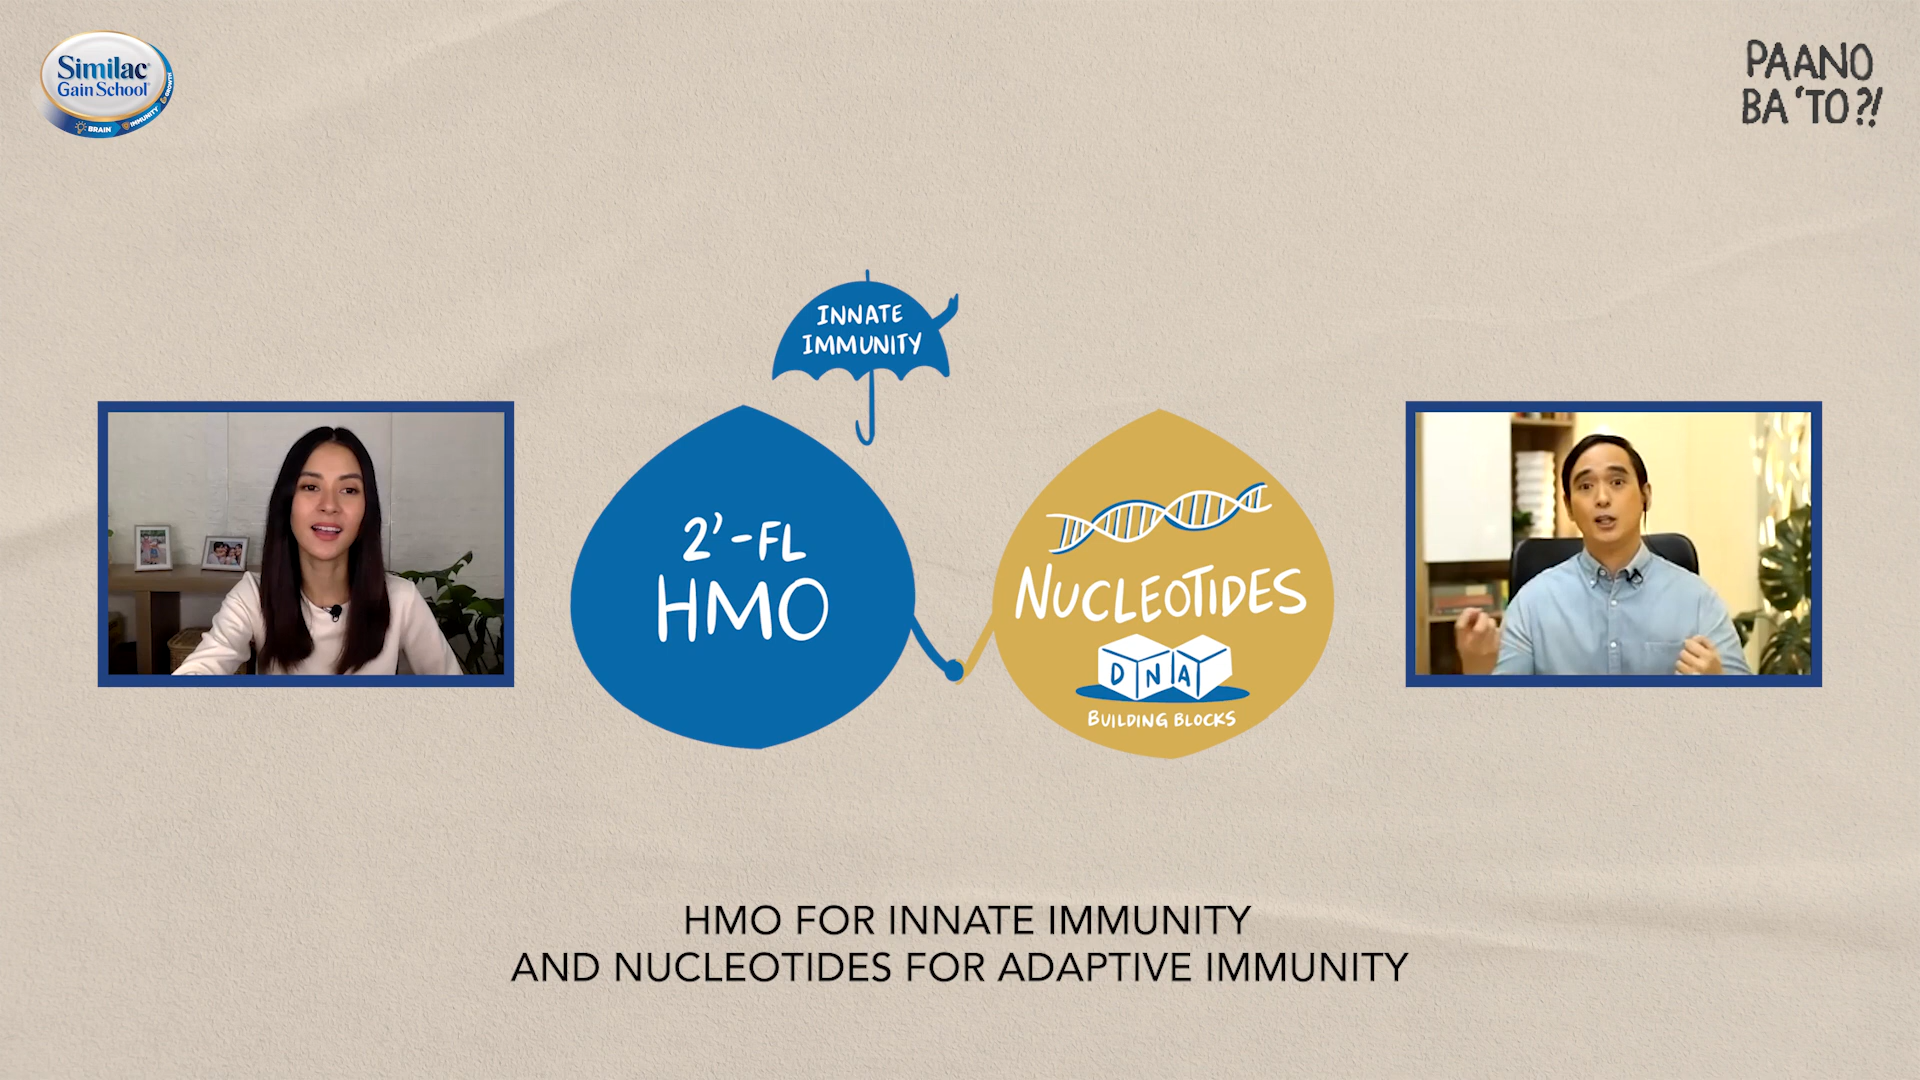 Similac
Gain School
BRAIN
IMMUNITY
GROWTH
PAANO
BA 'TO?!
INNATE
IMMUNITY
2'-FL
HMO
NUCLEOTIDES
DNA
BUILDING BLOCKS
HMO FOR INNATE IMMUNITY
AND NUCLEOTIDES FOR ADAPTIVE IMMUNITY